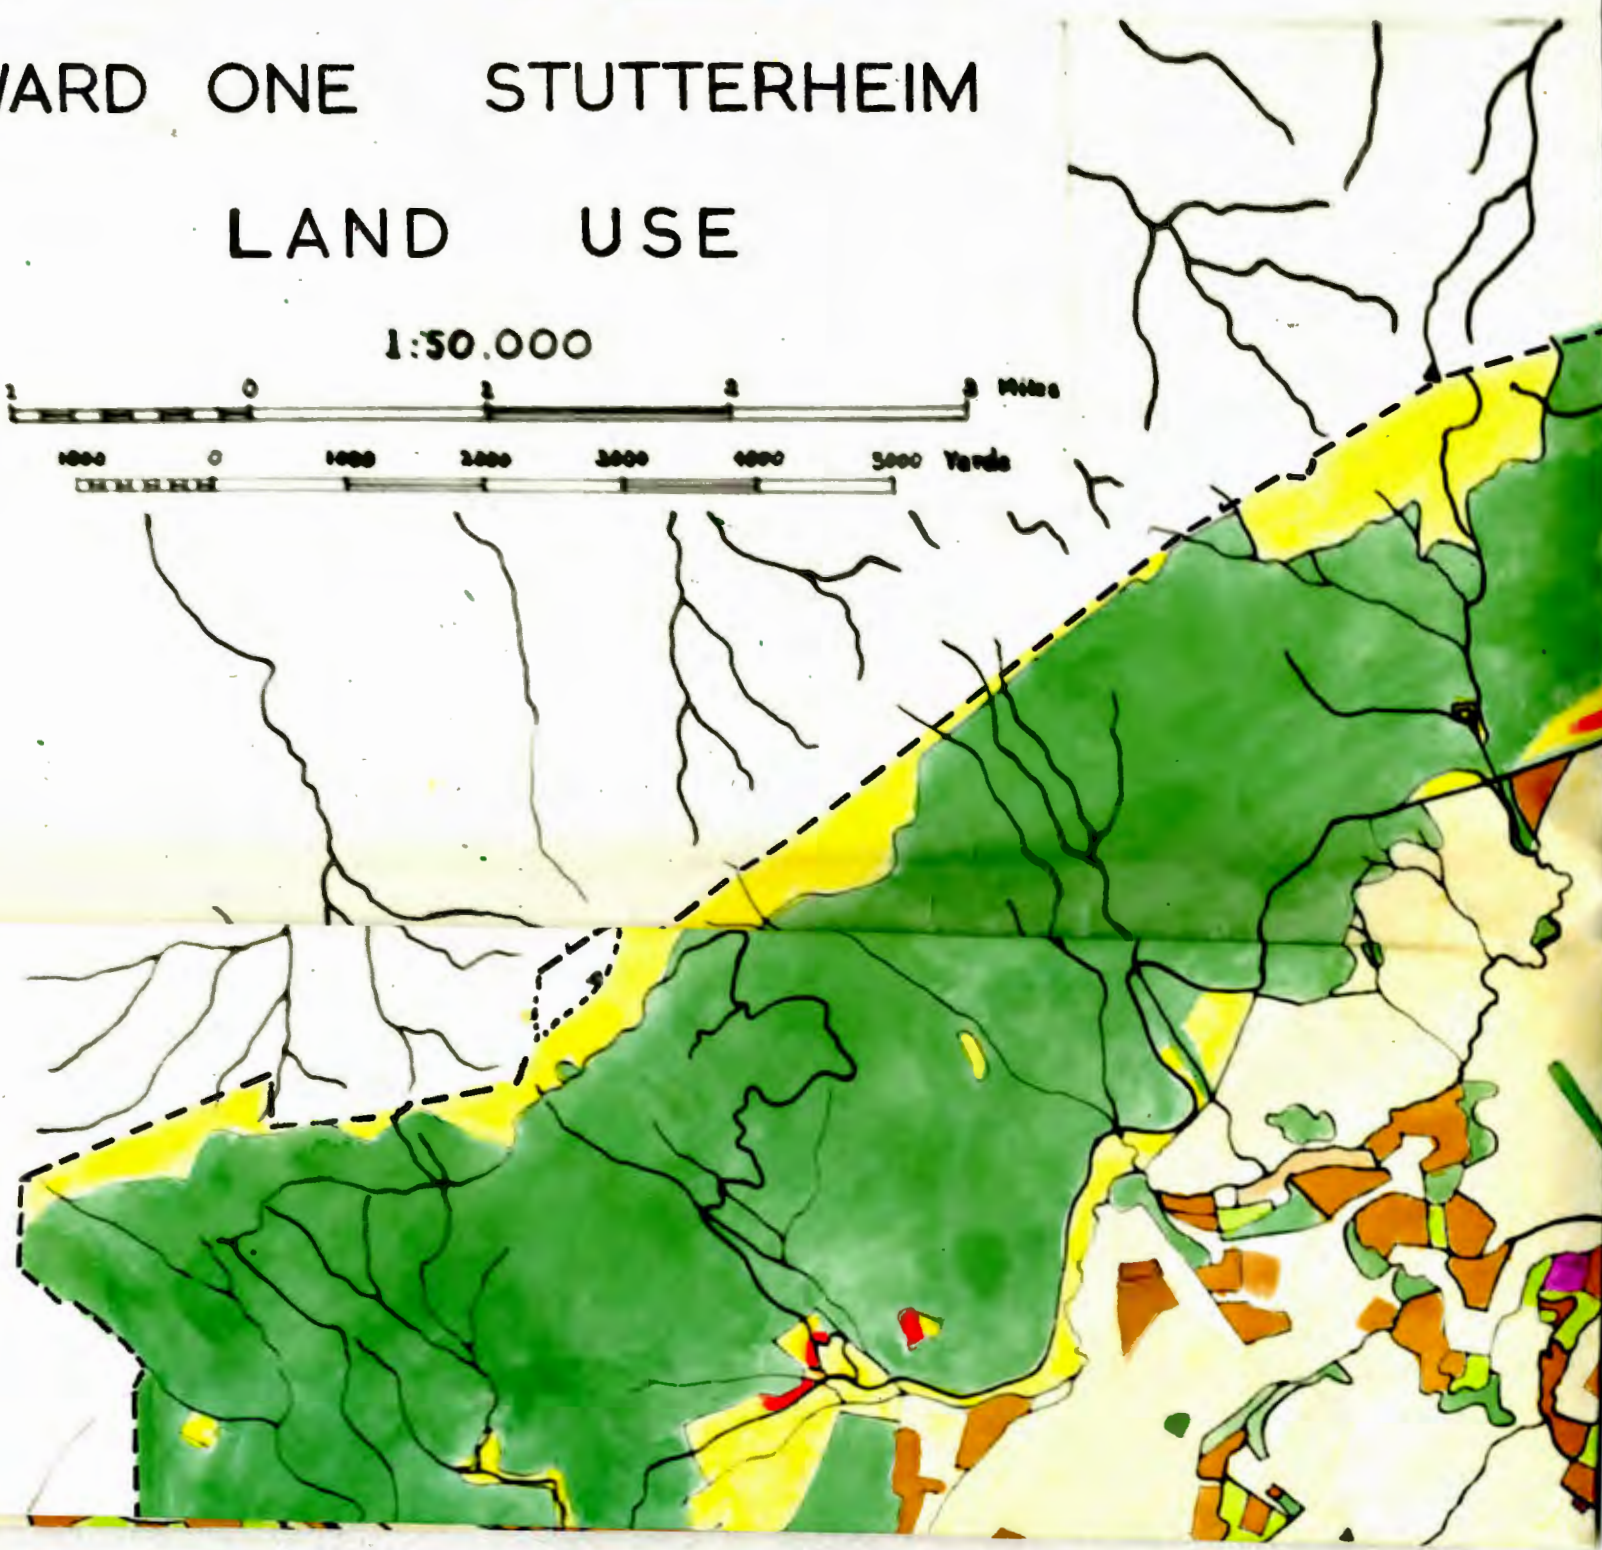 WARD ONE STUTTERHEIM
LAND USE
1:50.000
1 0 1 2 3 Miles
1000 0 1000 2000 3000 4000 5000 Yards